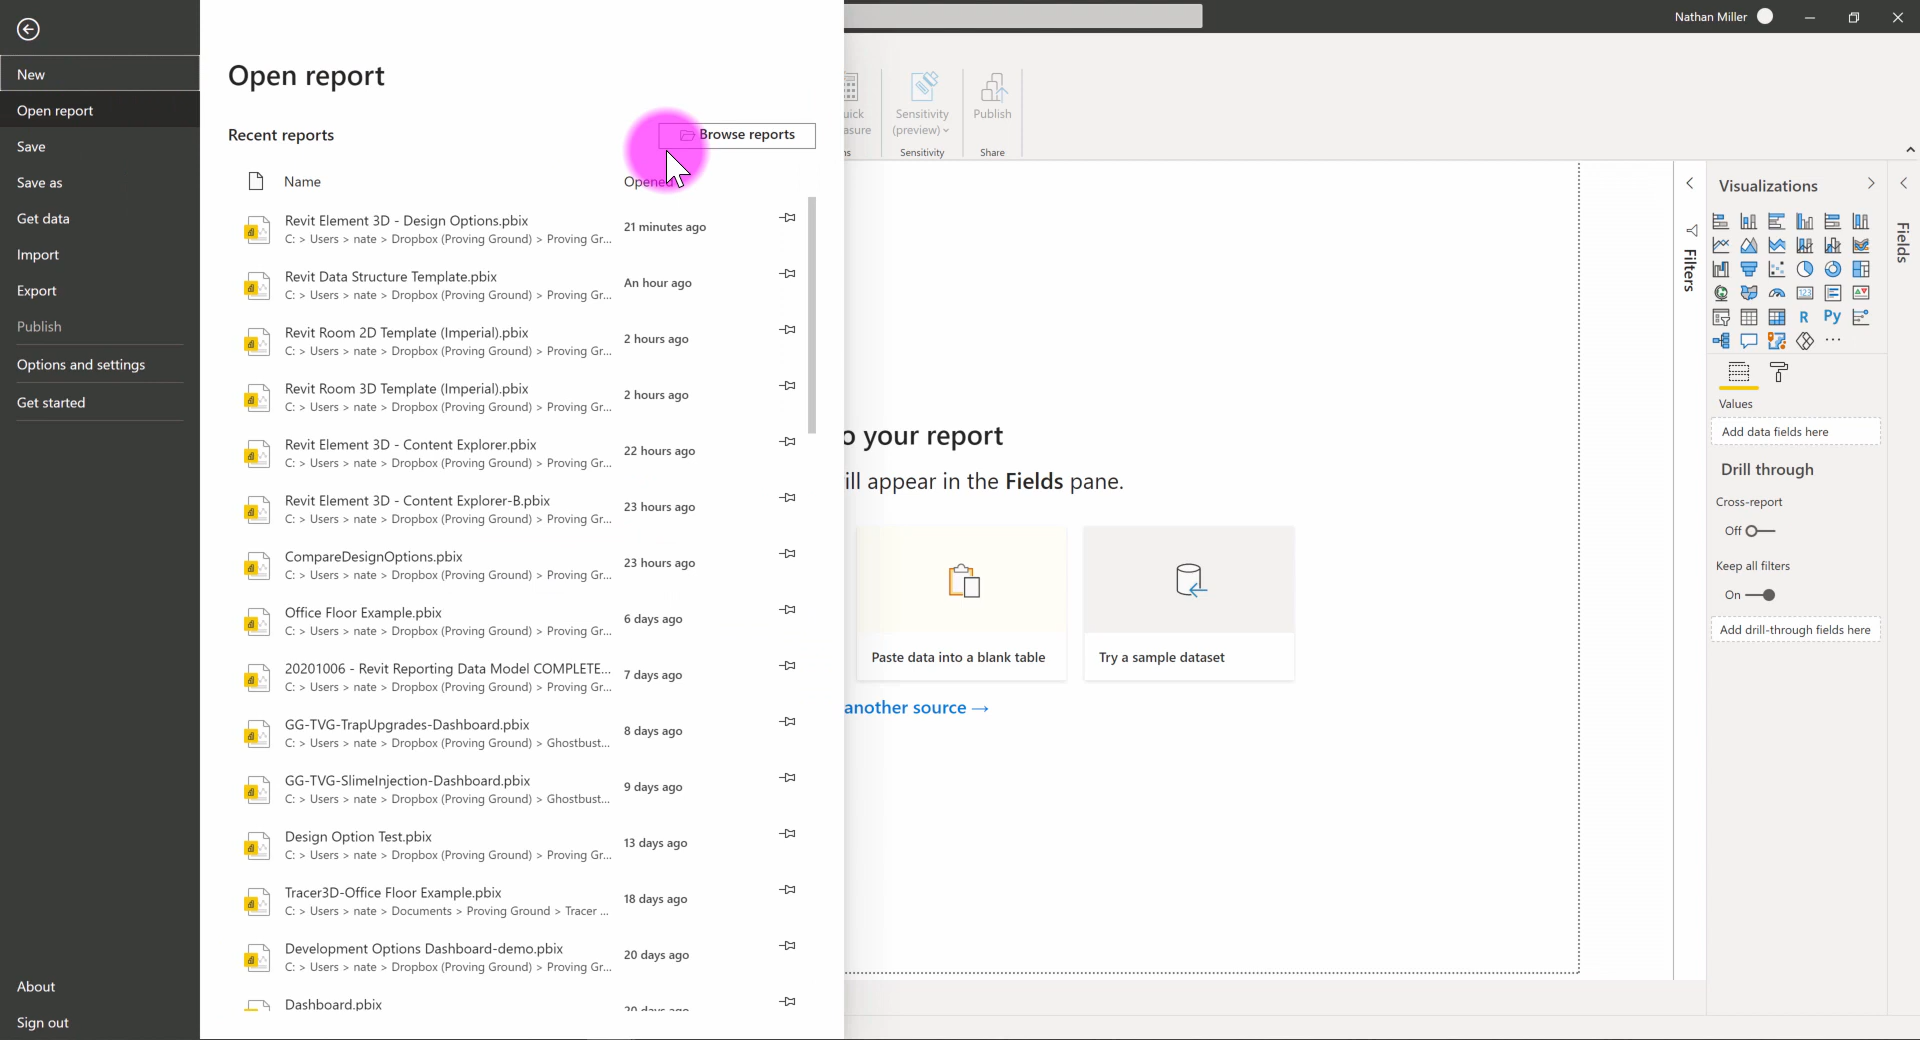 Nathan Miller
New
Open report
Save
Save as
Get data
Import
Export
Publish
Options and settings
Get started
About
Sign out
Open report
Recent reports
Browse reports
Name
Opened
Revit Element 3D - Design Options.pbix
C: > Users > nate > Dropbox (Proving Ground) > Proving Gr...
21 minutes ago
Revit Data Structure Template.pbix
C: > Users > nate > Dropbox (Proving Ground) > Proving Gr...
An hour ago
Revit Room 2D Template (Imperial).pbix
C: > Users > nate > Dropbox (Proving Ground) > Proving Gr...
2 hours ago
Revit Room 3D Template (Imperial).pbix
C: > Users > nate > Dropbox (Proving Ground) > Proving Gr...
2 hours ago
Revit Element 3D - Content Explorer.pbix
C: > Users > nate > Dropbox (Proving Ground) > Proving Gr...
22 hours ago
Revit Element 3D - Content Explorer-B.pbix
C: > Users > nate > Dropbox (Proving Ground) > Proving Gr...
23 hours ago
CompareDesignOptions.pbix
C: > Users > nate > Dropbox (Proving Ground) > Proving Gr...
23 hours ago
Office Floor Example.pbix
C: > Users > nate > Dropbox (Proving Ground) > Proving Gr...
6 days ago
20201006 - Revit Reporting Data Model COMPLETE...
C: > Users > nate > Dropbox (Proving Ground) > Proving Gr...
7 days ago
GG-TVG-TrapUpgrades-Dashboard.pbix
C: > Users > nate > Dropbox (Proving Ground) > Ghostbust...
8 days ago
GG-TVG-SlimeInjection-Dashboard.pbix
C: > Users > nate > Dropbox (Proving Ground) > Ghostbust...
9 days ago
Design Option Test.pbix
C: > Users > nate > Dropbox (Proving Ground) > Proving Gr...
13 days ago
Tracer3D-Office Floor Example.pbix
C: > Users > nate > Documents > Proving Ground > Tracer ...
18 days ago
Development Options Dashboard-demo.pbix
C: > Users > nate > Dropbox (Proving Ground) > Proving Gr...
20 days ago
Dashboard.pbix
20 days ago
uick
asure
ns
Sensitivity
(preview)
Sensitivity
Publish
Share
o your report
ill appear in the Fields pane.
Paste data into a blank table
Try a sample dataset
another source →
Filters
Visualizations
123
R
Py
...
Values
Add data fields here
Drill through
Cross-report
Off
Keep all filters
On
Add drill-through fields here
Fields